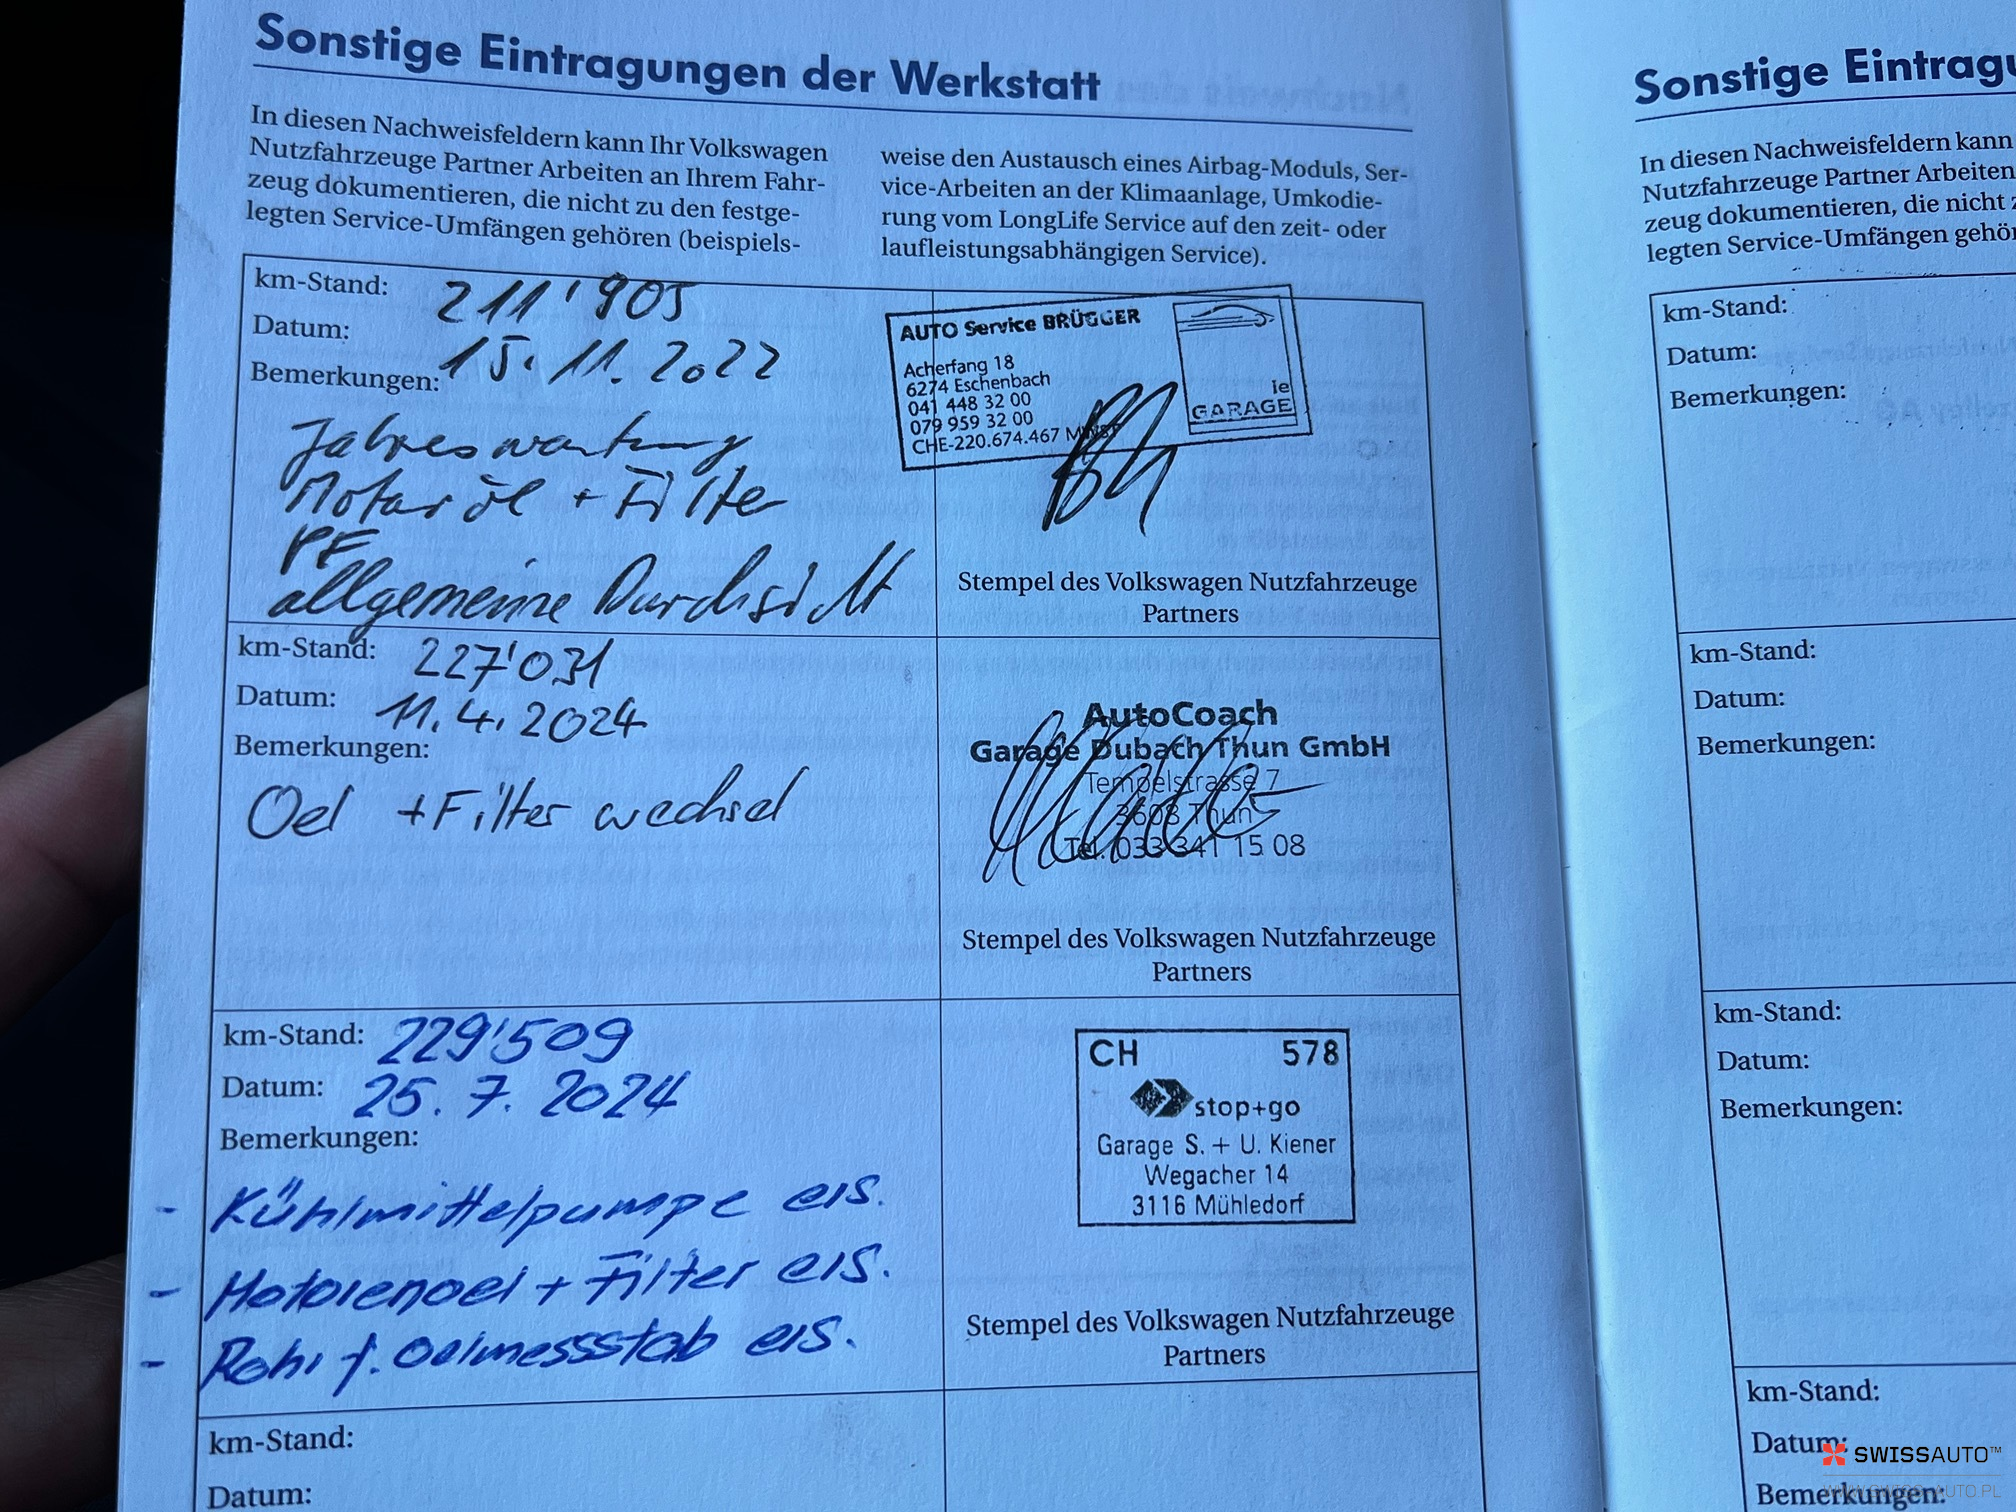 Sonstige Eintragungen der Werkstatt
In diesen Nachweisfeldern kann Ihr Volkswagen
Nutzfahrzeuge Partner Arbeiten an Ihrem Fahr-
zeug dokumentieren, die nicht zu den festge-
legten Service-Umfängen gehören (beispiels-
weise den Austausch eines Airbag-Moduls, Ser-
vice-Arbeiten an der Klimaanlage, Umkodie-
rung vom LongLife Service auf den zeit- oder
laufleistungsabhängigen Service).
km-Stand: 211'905
Datum: 15.11.2022
Bemerkungen:
Jahreswartung
Motoröl + Filter
PF
allgemeine Durchsicht
AUTO Service BRÜGGER
Acherfang 18
6274 Eschenbach
041 448 32 00
079 959 32 00
CHE-220.674.467 MWST
ie
GARAGE
Stempel des Volkswagen Nutzfahrzeuge
Partners
km-Stand: 227'031
Datum: 11.4.2024
Bemerkungen:
Oel + Filter wechsel
AutoCoach
Garage Dubach Thun GmbH
Tempelstrasse 7
3608 Thun
Tel. 033 341 15 08
Stempel des Volkswagen Nutzfahrzeuge
Partners
km-Stand: 229'509
Datum: 25.7.2024
Bemerkungen:
- Kühlmittelpumpe ers.
- Motorenoel + Filter ers.
- Rohr f. Oelmessstab ers.
CH 578
stop+go
Garage S. + U. Kiener
Wegacher 14
3116 Mühledorf
Stempel des Volkswagen Nutzfahrzeuge
Partners
km-Stand:
Datum:
Sonstige Eintragu
In diesen Nachweisfeldern kann
Nutzfahrzeuge Partner Arbeiten
zeug dokumentieren, die nicht z
legten Service-Umfängen gehör
km-Stand:
Datum:
Bemerkungen:
km-Stand:
Datum:
Bemerkungen:
km-Stand:
Datum:
Bemerkungen:
km-Stand:
Datum:
Bemerkungen:
SWISSAUTO™
WWW.SWISS-AUTO.PL